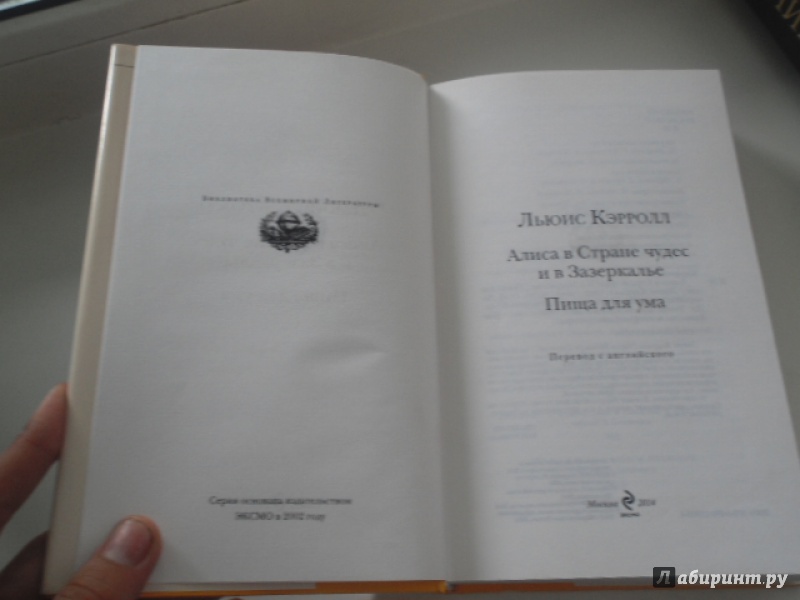 Библиотека Всемирной Литературы
Серия основана издательством
ЭКСМО в 2002 году
Льюис Кэрролл
Алиса в Стране чудес
и в Зазеркалье
Пища для ума
Перевод с английского
Москва 2014
Лабиринт.ру